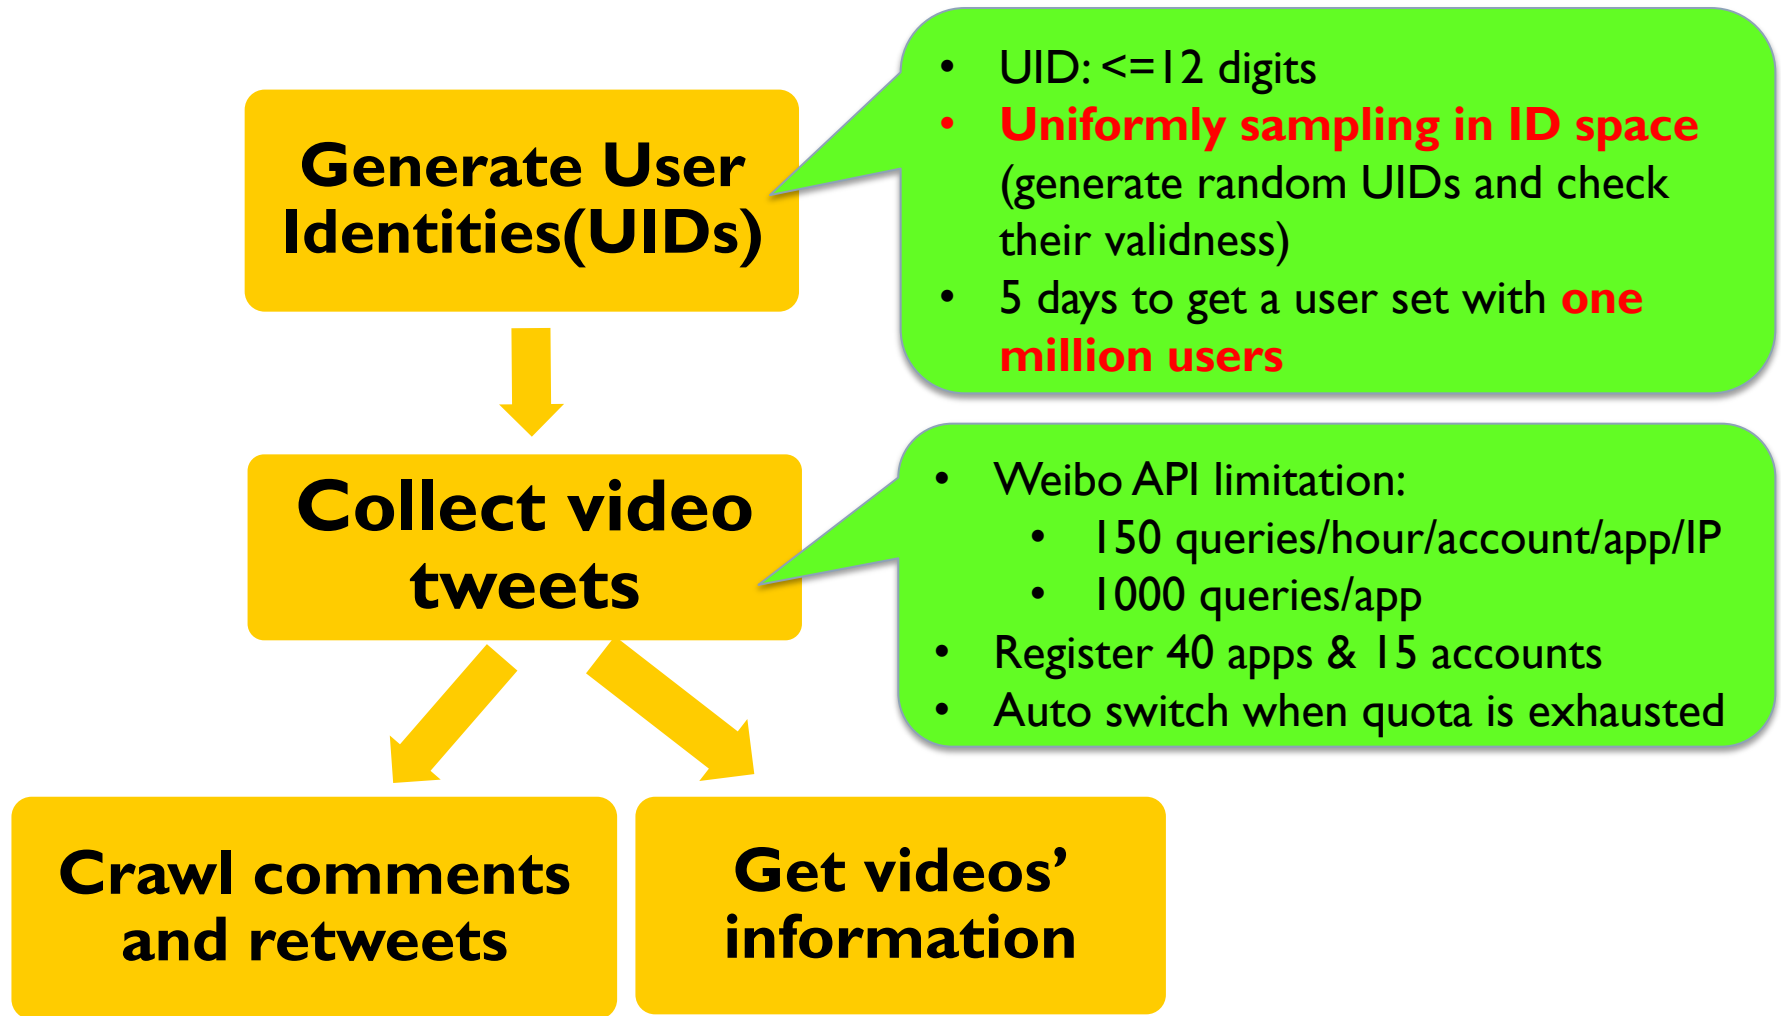 Generate User
Identities(UIDs)
• UID: <=12 digits
• Uniformly sampling in ID space
(generate random UIDs and check
their validness)
• 5 days to get a user set with one
million users
Collect video
tweets
• Weibo API limitation:
• 150 queries/hour/account/app/IP
• 1000 queries/app
• Register 40 apps & 15 accounts
• Auto switch when quota is exhausted
Crawl comments
and retweets
Get videos’
information